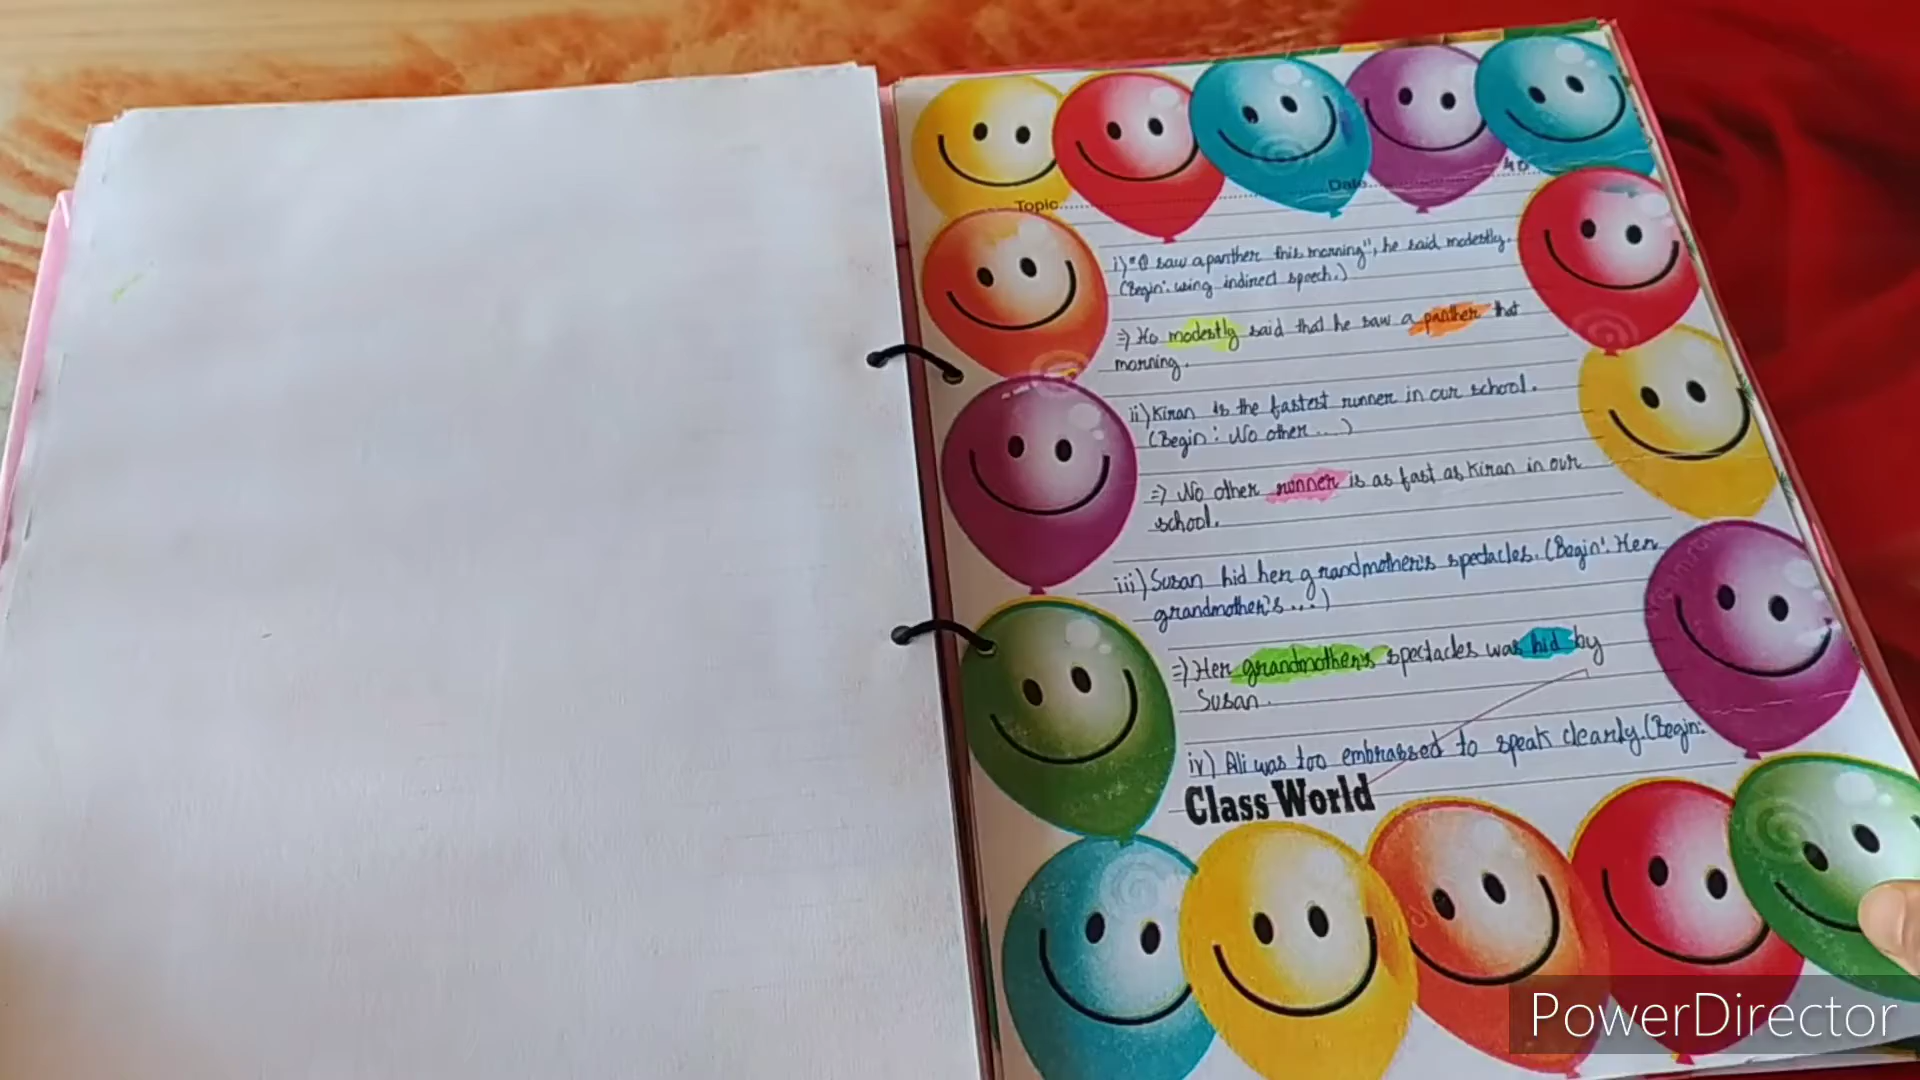 40
Date
Topic
i) "I saw a panther this morning", he said modestly.
(Begin: using indirect speech.)
=) He modestly said that he saw a panther that
morning.
ii) Kiran is the fastest runner in our school.
(Begin: No other...)
=) No other runner is as fast as Kiran in our
school.
iii) Susan hid her grandmother's spectacles. (Begin: Her
grandmother's...)
=) Her grandmother's spectacles was hid by
Susan.
iv) Ali was too embrassed to speak clearly. (Begin:
Class World
PowerDirector